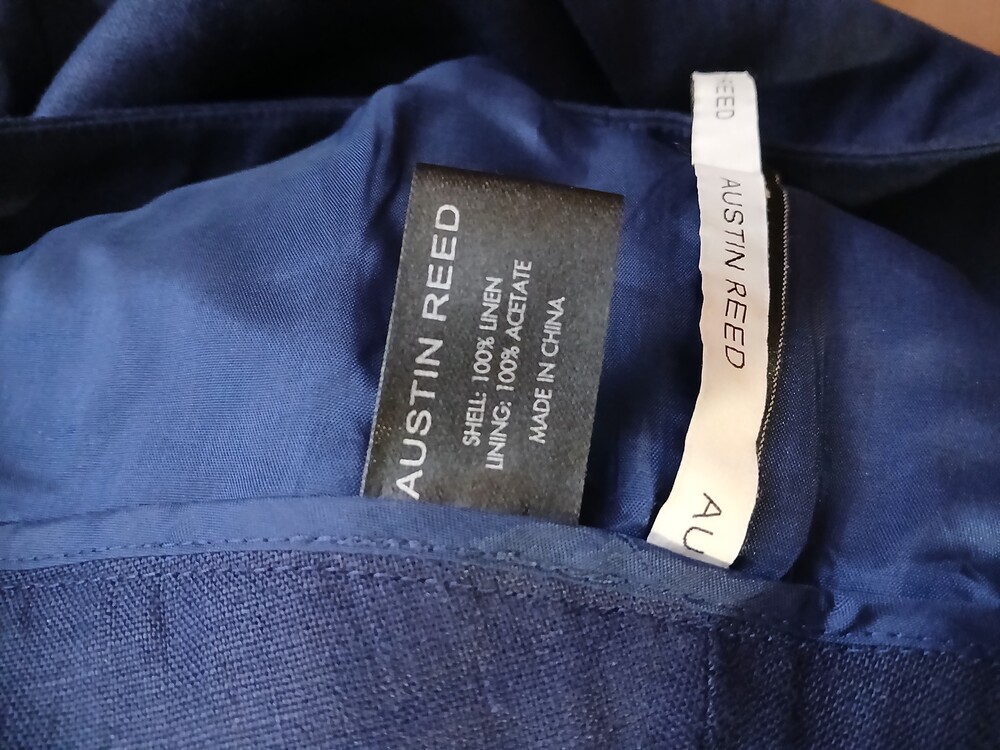 AUSTIN REED
SHELL: 100% LINEN
LINING: 100% ACETATE
MADE IN CHINA
REED
AUSTIN REED
AU